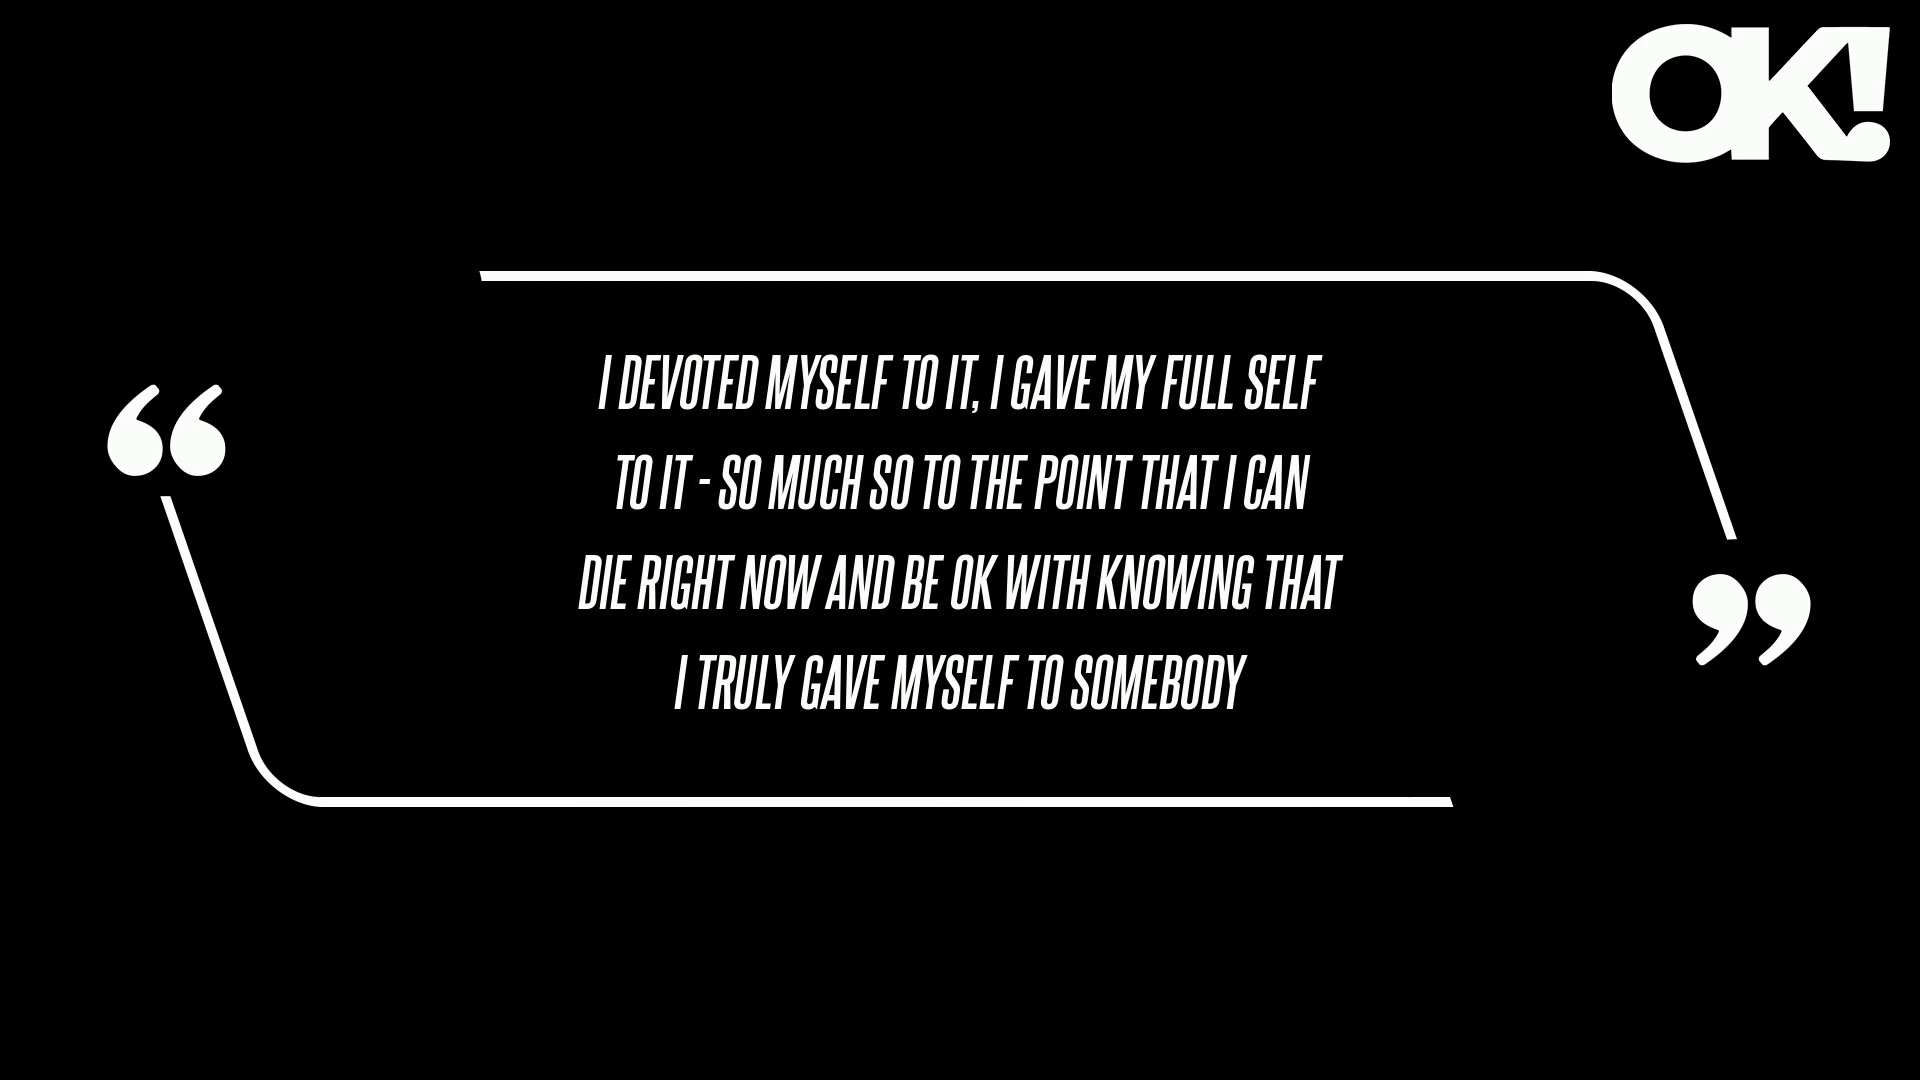 OK!
“
I DEVOTED MYSELF TO IT, I GAVE MY FULL SELF
TO IT - SO MUCH SO TO THE POINT THAT I CAN
DIE RIGHT NOW AND BE OK WITH KNOWING THAT
I TRULY GAVE MYSELF TO SOMEBODY
”